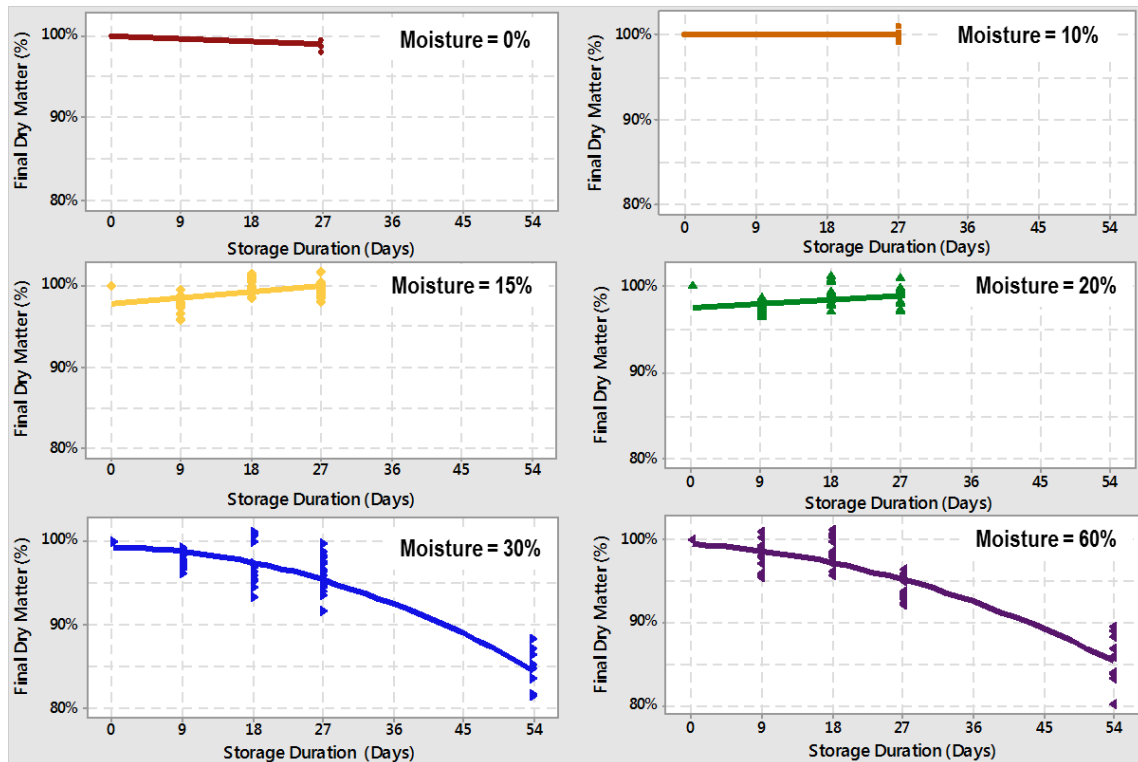 Final Dry Matter (%)
100%
90%
80%
Moisture = 0%
0 9 18 27 36 45 54
Storage Duration (Days)
Final Dry Matter (%)
100%
90%
80%
Moisture = 10%
0 9 18 27 36 45 54
Storage Duration (Days)
Final Dry Matter (%)
100%
90%
80%
Moisture = 15%
0 9 18 27 36 45 54
Storage Duration (Days)
Final Dry Matter (%)
100%
90%
80%
Moisture = 20%
0 9 18 27 36 45 54
Storage Duration (Days)
Final Dry Matter (%)
100%
90%
80%
Moisture = 30%
0 9 18 27 36 45 54
Storage Duration (Days)
Final Dry Matter (%)
100%
90%
80%
Moisture = 60%
0 9 18 27 36 45 54
Storage Duration (Days)